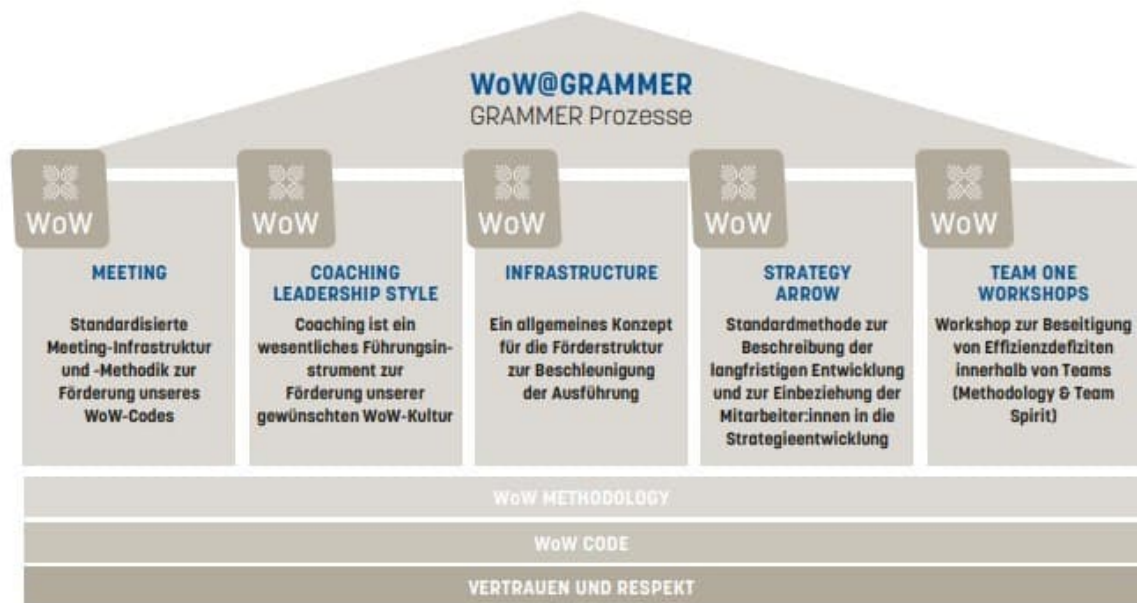 WoW@GRAMMER
GRAMMER Prozesse
WoW
MEETING
Standardisierte
Meeting-Infrastruktur
und -Methodik zur
Förderung unseres
WoW-Codes
WoW
COACHING
LEADERSHIP STYLE
Coaching ist ein
wesentliches Führungsin-
strument zur
Förderung unserer
gewünschten WoW-Kultur
WoW
INFRASTRUCTURE
Ein allgemeines Konzept
für die Förderstruktur
zur Beschleunigung
der Ausführung
WoW
STRATEGY
ARROW
Standardmethode zur
Beschreibung der
langfristigen Entwicklung
und zur Einbeziehung der
Mitarbeiter:innen in die
Strategieentwicklung
WoW
TEAM ONE
WORKSHOPS
Workshop zur Beseitigung
von Effizienzdefiziten
innerhalb von Teams
(Methodology & Team
Spirit)
WoW METHODOLOGY
WoW CODE
VERTRAUEN UND RESPEKT